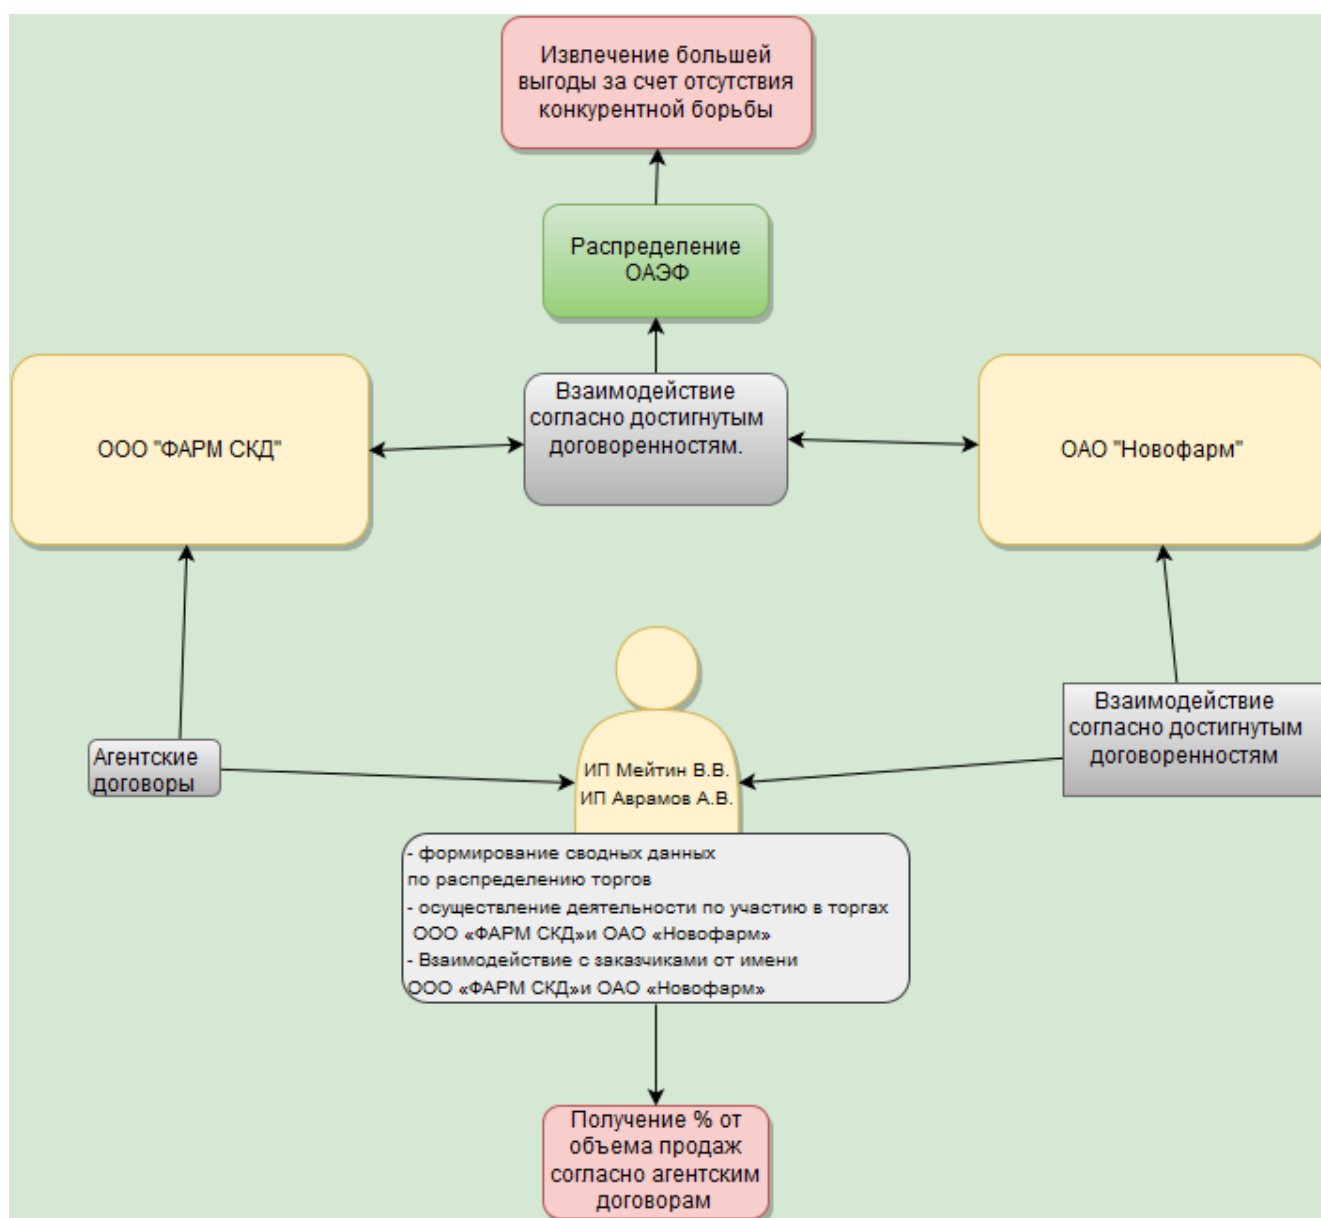 Извлечение большей
выгоды за счет отсутствия
конкурентной борьбы
Распределение
ОАЭФ
Взаимодействие
согласно достигнутым
договоренностям.
ООО "ФАРМ СКД"
ОАО "Новофарм"
Агентские
договоры
ИП Мейтин В.В.
ИП Аврамов А.В.
Взаимодействие
согласно достигнутым
договоренностям
- формирование сводных данных
по распределению торгов
- осуществление деятельности по участию в торгах
ООО «ФАРМ СКД»и ОАО «Новофарм»
- Взаимодействие с заказчиками от имени
ООО «ФАРМ СКД»и ОАО «Новофарм»
Получение % от
объема продаж
согласно агентским
договорам